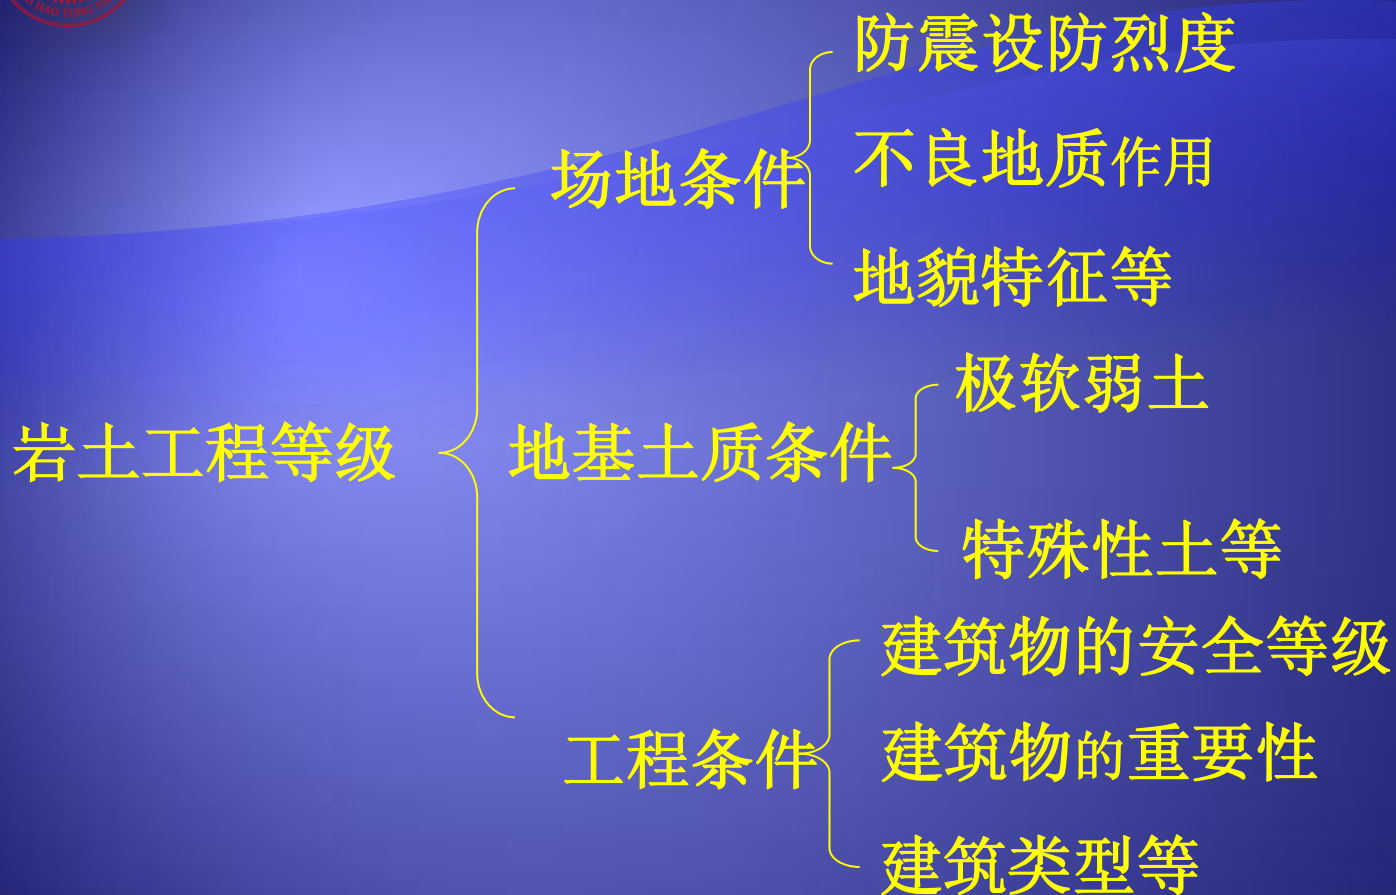 JIAO TONG
防震设防烈度
场地条件
不良地质作用
地貌特征等
岩土工程等级
地基土质条件
极软弱土
特殊性土等
工程条件
建筑物的安全等级
建筑物的重要性
建筑类型等